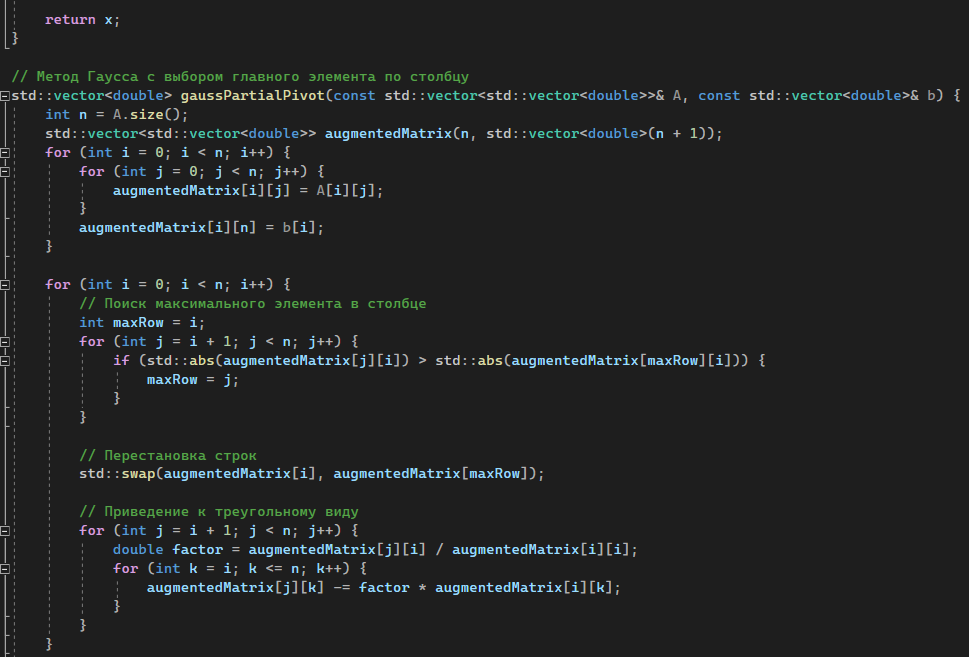 return x;
}

// Метод Гаусса с выбором главного элемента по столбцу
std::vector<double> gaussPartialPivot(const std::vector<std::vector<double>>& A, const std::vector<double>& b) {
    int n = A.size();
    std::vector<std::vector<double>> augmentedMatrix(n, std::vector<double>(n + 1));
    for (int i = 0; i < n; i++) {
        for (int j = 0; j < n; j++) {
            augmentedMatrix[i][j] = A[i][j];
        }
        augmentedMatrix[i][n] = b[i];
    }

    for (int i = 0; i < n; i++) {
        // Поиск максимального элемента в столбце
        int maxRow = i;
        for (int j = i + 1; j < n; j++) {
            if (std::abs(augmentedMatrix[j][i]) > std::abs(augmentedMatrix[maxRow][i])) {
                maxRow = j;
            }
        }

        // Перестановка строк
        std::swap(augmentedMatrix[i], augmentedMatrix[maxRow]);

        // Приведение к треугольному виду
        for (int j = i + 1; j < n; j++) {
            double factor = augmentedMatrix[j][i] / augmentedMatrix[i][i];
            for (int k = i; k <= n; k++) {
                augmentedMatrix[j][k] -= factor * augmentedMatrix[i][k];
            }
        }
    }